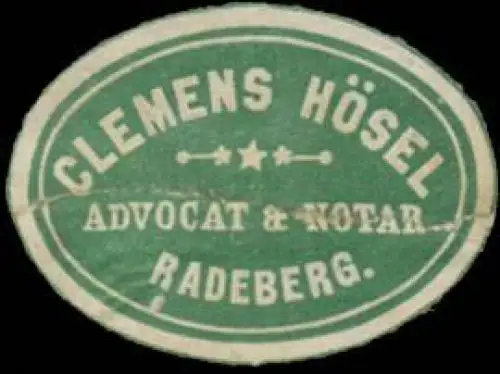 CLEMENS HÖSEL
ADVOCAT & NOTAR
RADEBERG.